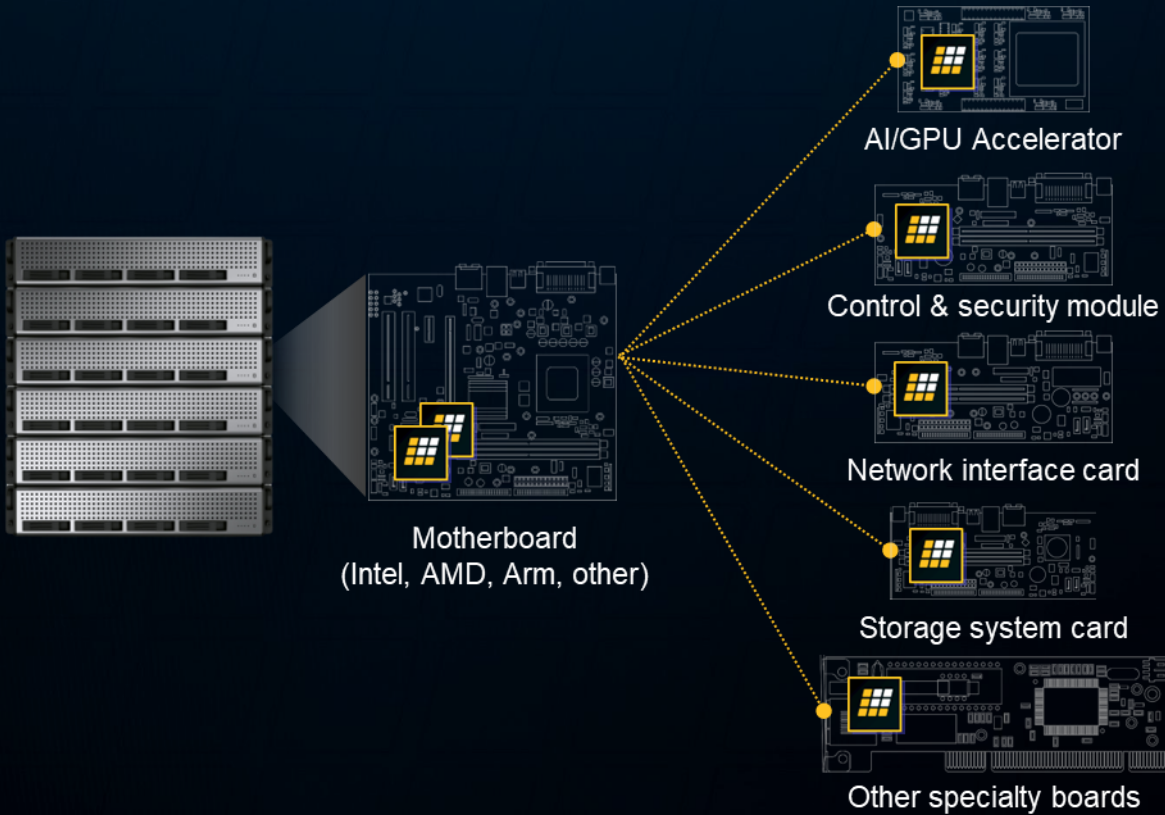 AI/GPU Accelerator
Control & security module
Network interface card
Motherboard
(Intel, AMD, Arm, other)
Storage system card
Other specialty boards